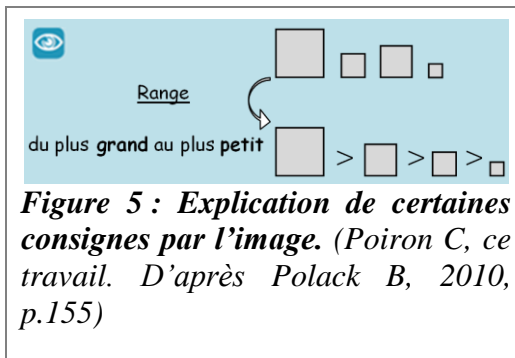 Range
du plus grand au plus petit
> > >
Figure 5 : Explication de certaines
consignes par l'image. (Poiron C, ce
travail. D'après Polack B, 2010,
p.155)